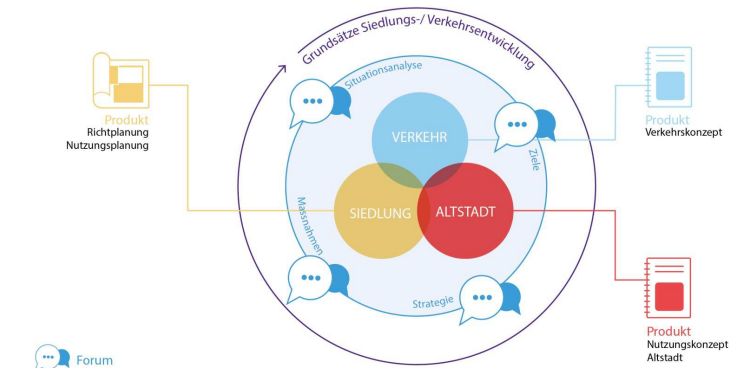 Grundsätze Siedlungs-/ Verkehrsentwicklung
Situationsanalyse
Produkt
Richtplanung
Nutzungsplanung
VERKEHR
Produkt
Verkehrskonzept
Ziele
SIEDLUNG
ALTSTADT
Massnahmen
Strategie
Produkt
Nutzungskonzept
Altstadt
Forum